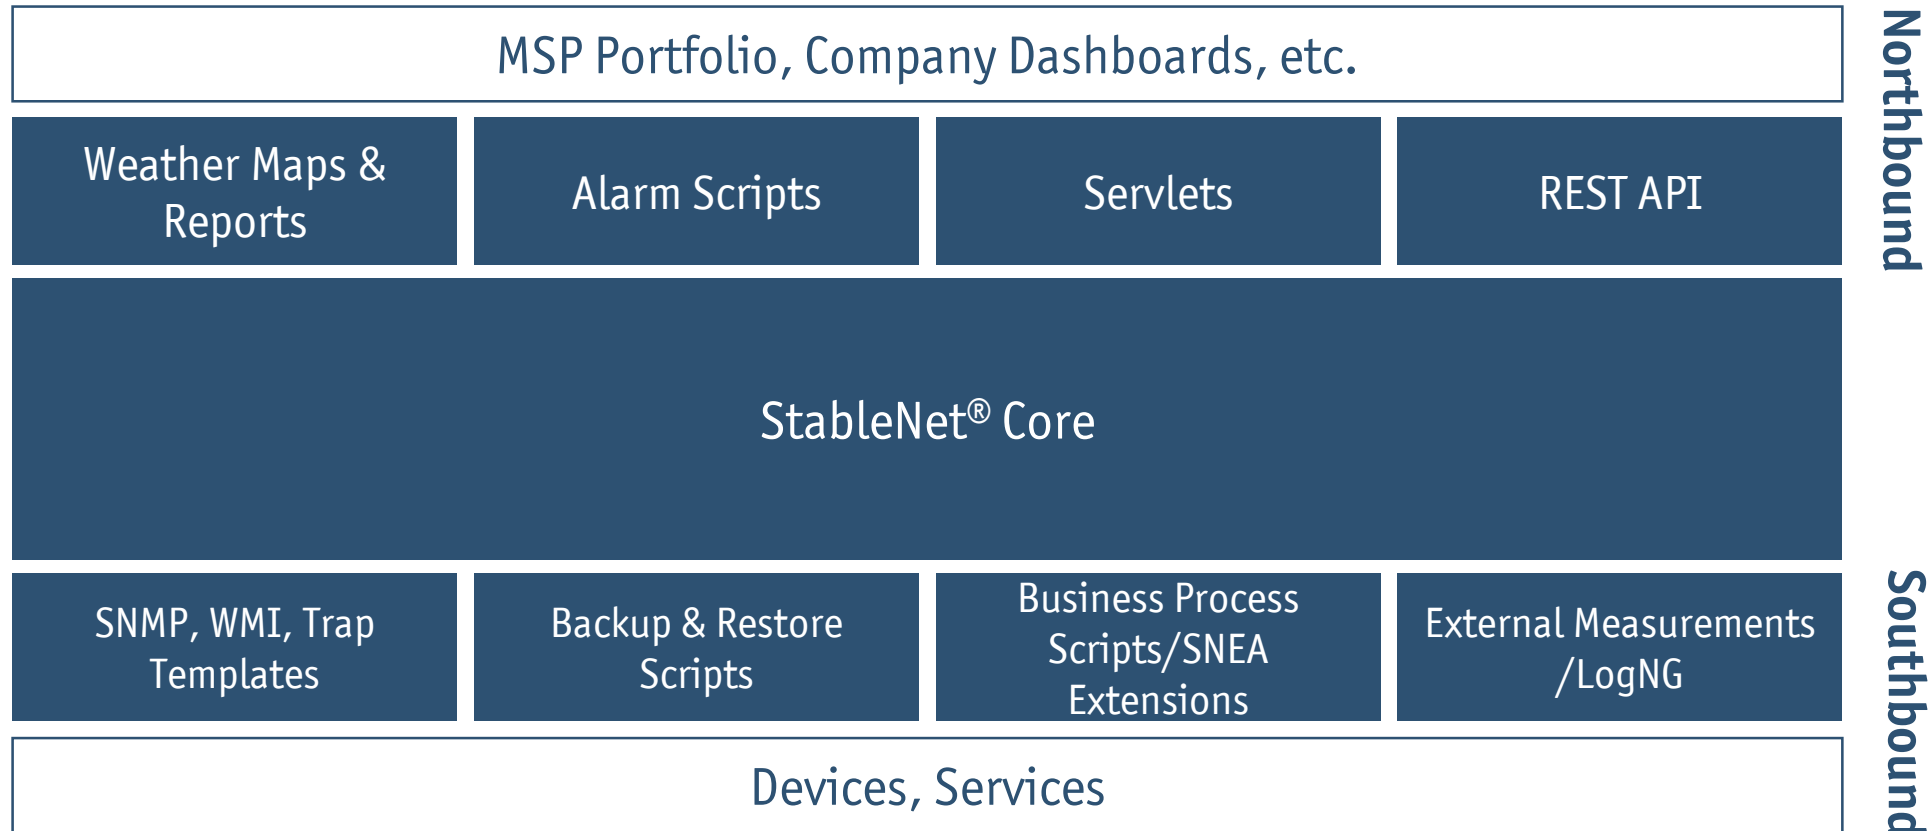 MSP Portfolio, Company Dashboards, etc.
Northbound
Weather Maps &
Reports
Alarm Scripts
Servlets
REST API
StableNet® Core
SNMP, WMI, Trap
Templates
Backup & Restore
Scripts
Business Process
Scripts/SNEA
Extensions
External Measurements
/LogNG
Southbound
Devices, Services